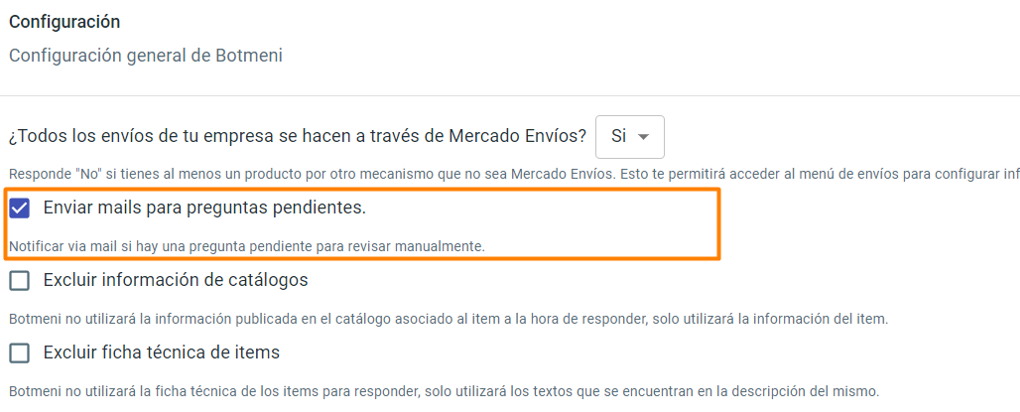 Configuración
Configuración general de Botmeni
¿Todos los envíos de tu empresa se hacen a través de Mercado Envíos? Si
Responde "No" si tienes al menos un producto por otro mecanismo que no sea Mercado Envíos. Esto te permitirá acceder al menú de envíos para configurar inf
Enviar mails para preguntas pendientes.
Notificar via mail si hay una pregunta pendiente para revisar manualmente.
Excluir información de catálogos
Botmeni no utilizará la información publicada en el catálogo asociado al item a la hora de responder, solo utilizará la información del item.
Excluir ficha técnica de items
Botmeni no utilizará la ficha técnica de los items para responder, solo utilizará los textos que se encuentran en la descripción del mismo.